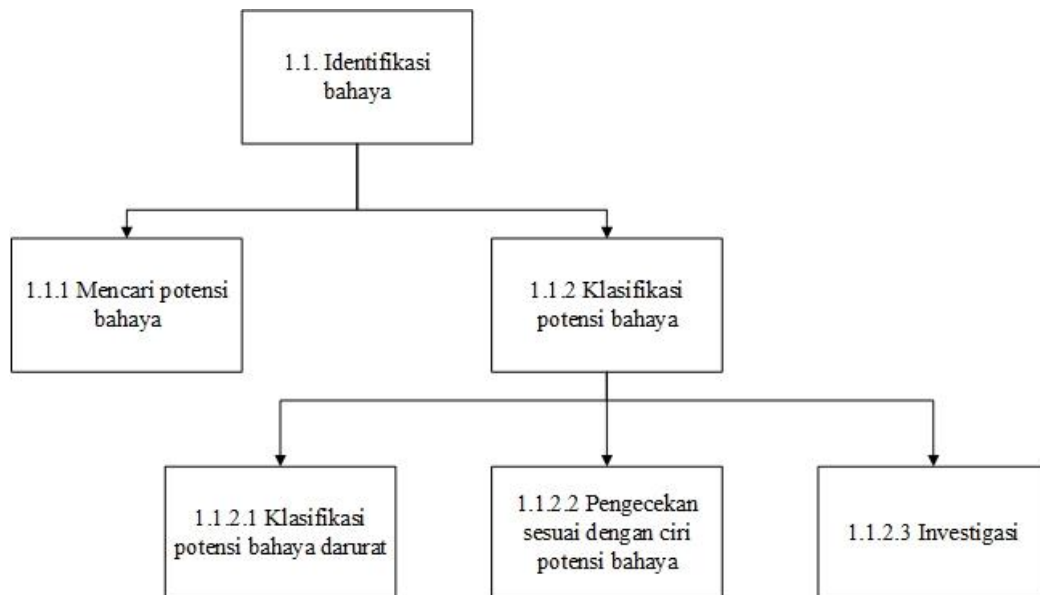 1.1. Identifikasi
bahaya
1.1.1 Mencari potensi
bahaya
1.1.2 Klasifikasi
potensi bahaya
1.1.2.1 Klasifikasi
potensi bahaya darurat
1.1.2.2 Pengecekan
sesuai dengan ciri
potensi bahaya
1.1.2.3 Investigasi